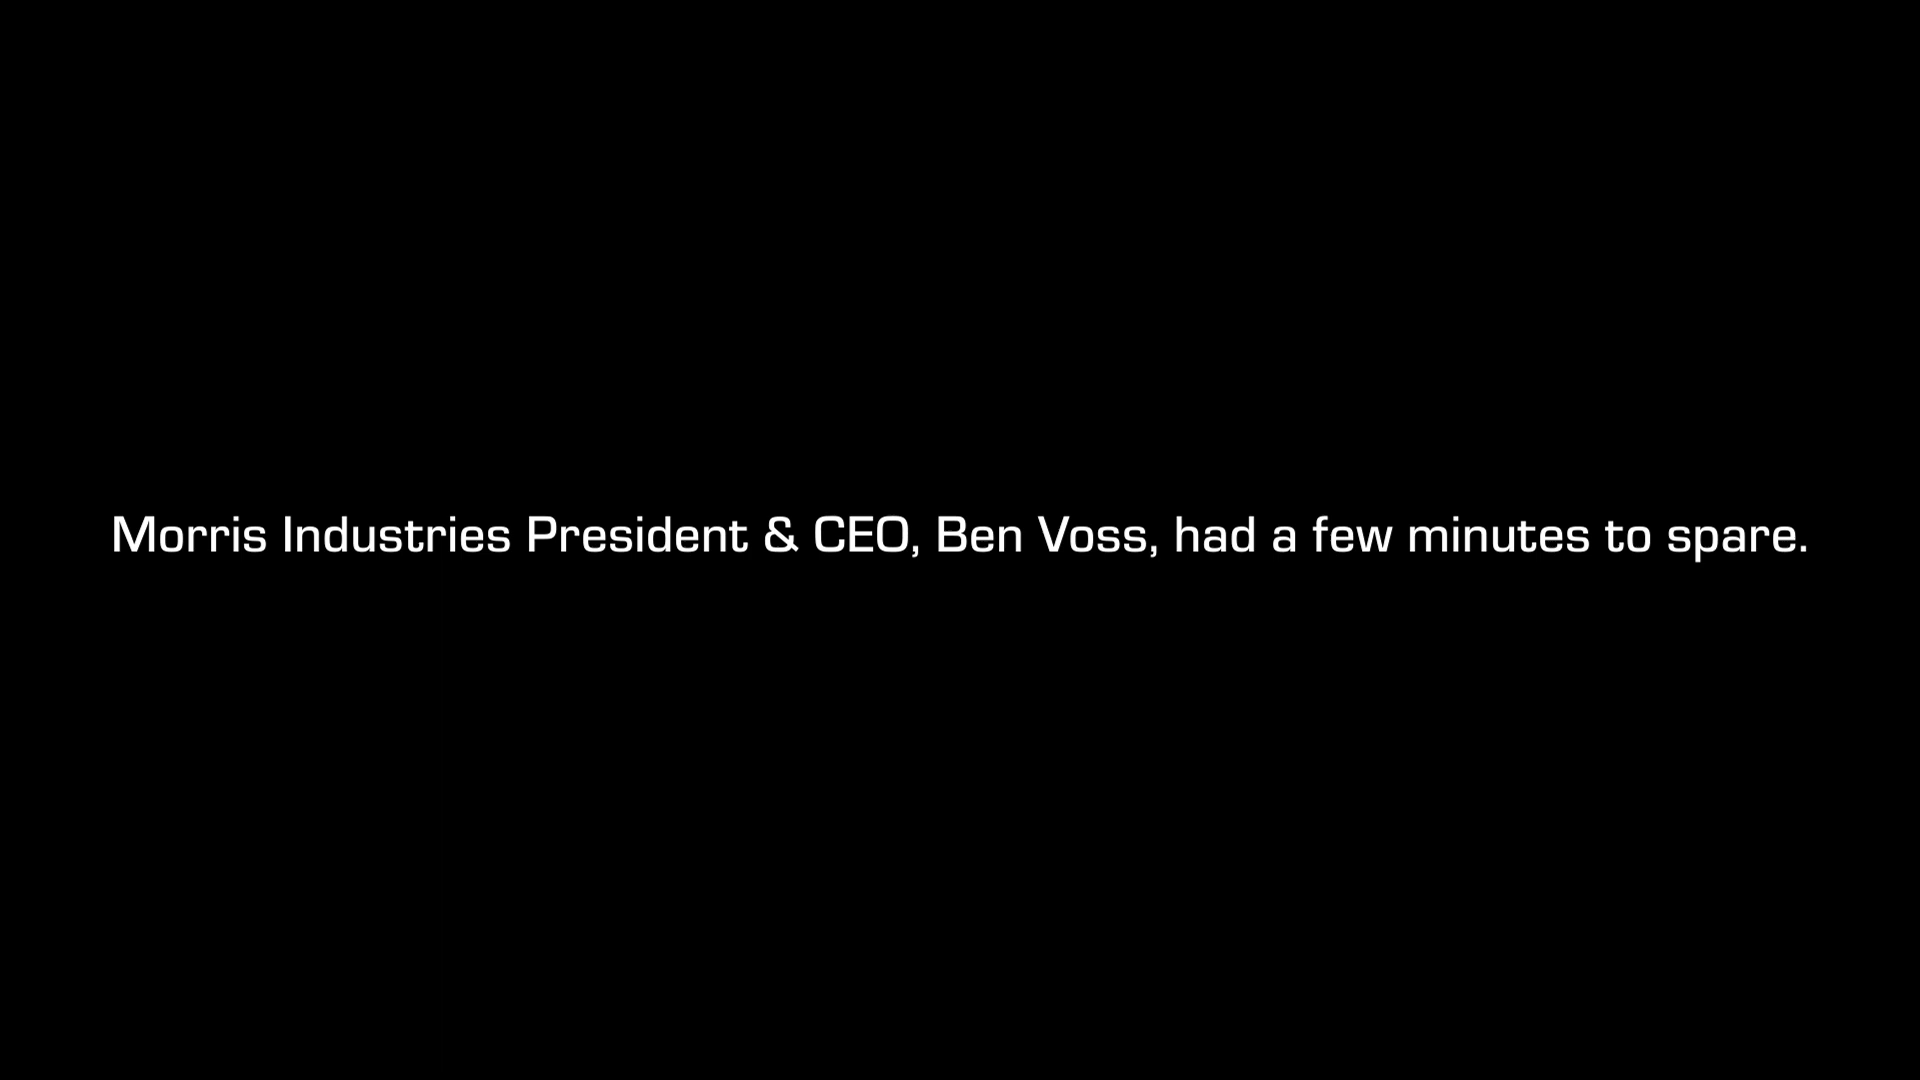 Morris Industries President & CEO, Ben Voss, had a few minutes to spare.